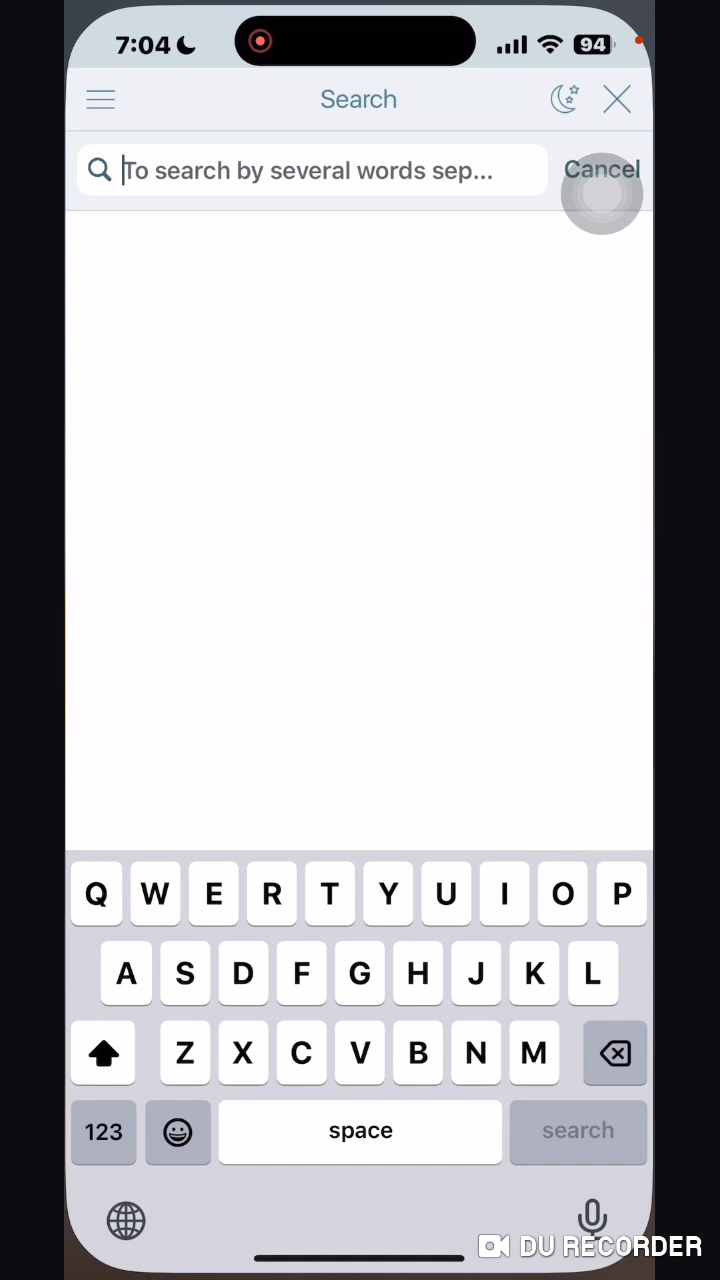 7:04
94
Search
To search by several words sep...
Cancel
Q W E R T Y U I O P
A S D F G H J K L
Z X C V B N M
123
space
search
DU RECORDER